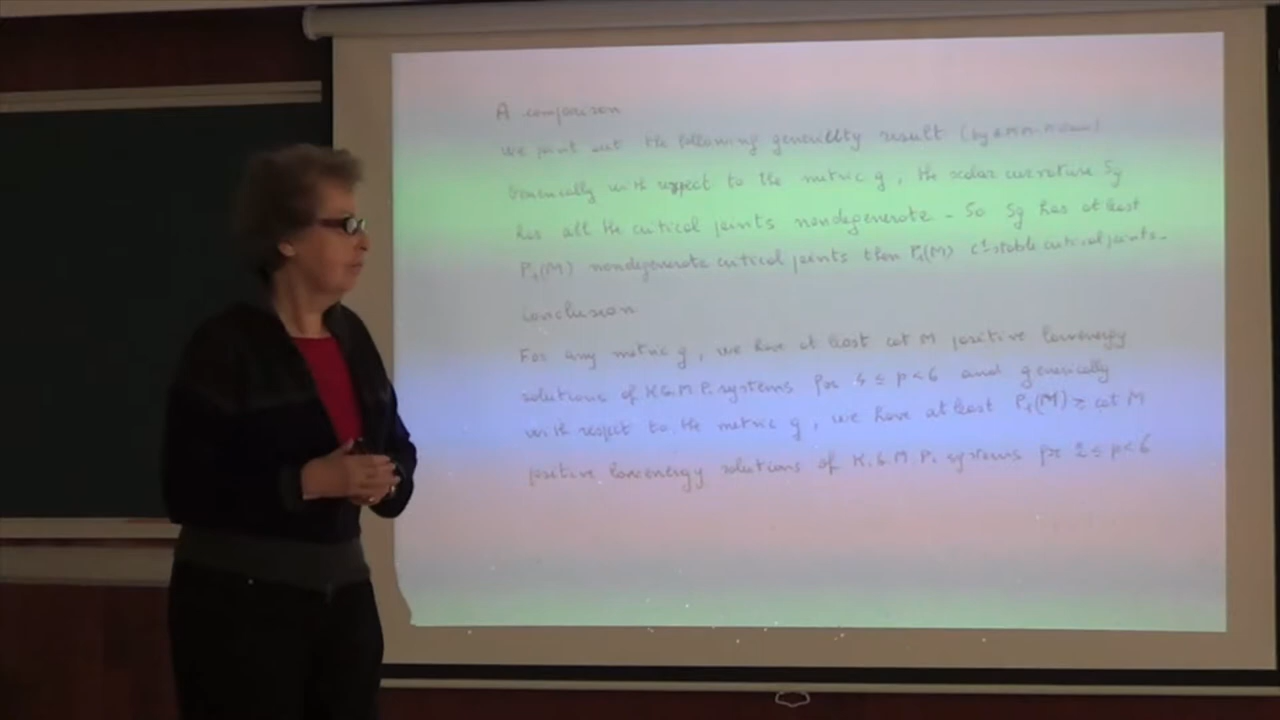 A comparison
We point out the following generillty result (by A.M.M.
Generically with respect to the metric g, the scalar curvature Sg
has all the critical points nondegenerate - So Sg has at least
P₁(M) nondegenerate critical points then P₁(M) C¹-stable critical points.
Conclusion
For any metric g, we have at least cat M positive low energy
solutions of K.G.M.P. systems for 4 ≤ p < 6 and generically
with respect to the metric g, we have at least P₁(M) ≥ cat M
positive low energy solutions of K.G.M.P. systems for 2 ≤ p < 6